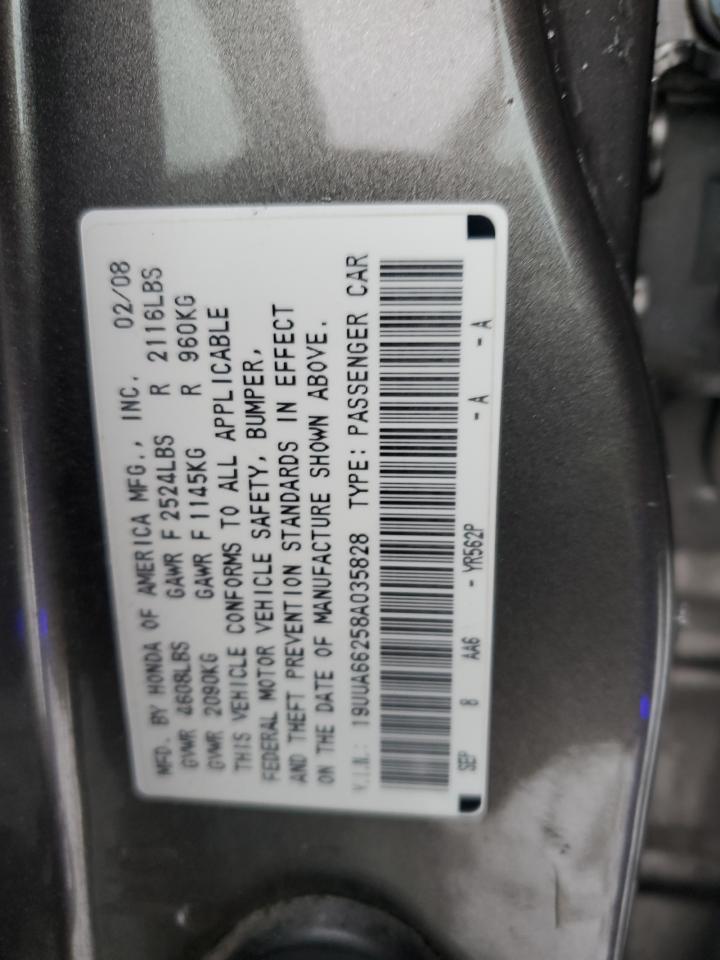 MFD. BY HONDA OF AMERICA MFG., INC. 02/08
GVWR 4608LBS GAWR F 2524LBS R 2116LBS
GVWR 2090KG GAWR F 1145KG R 960KG
THIS VEHICLE CONFORMS TO ALL APPLICABLE
FEDERAL MOTOR VEHICLE SAFETY, BUMPER,
AND THEFT PREVENTION STANDARDS IN EFFECT
ON THE DATE OF MANUFACTURE SHOWN ABOVE.
V.I.N.: 19UUA66258A035828 TYPE: PASSENGER CAR
SEP 8 AA6 - YR562P - A - A